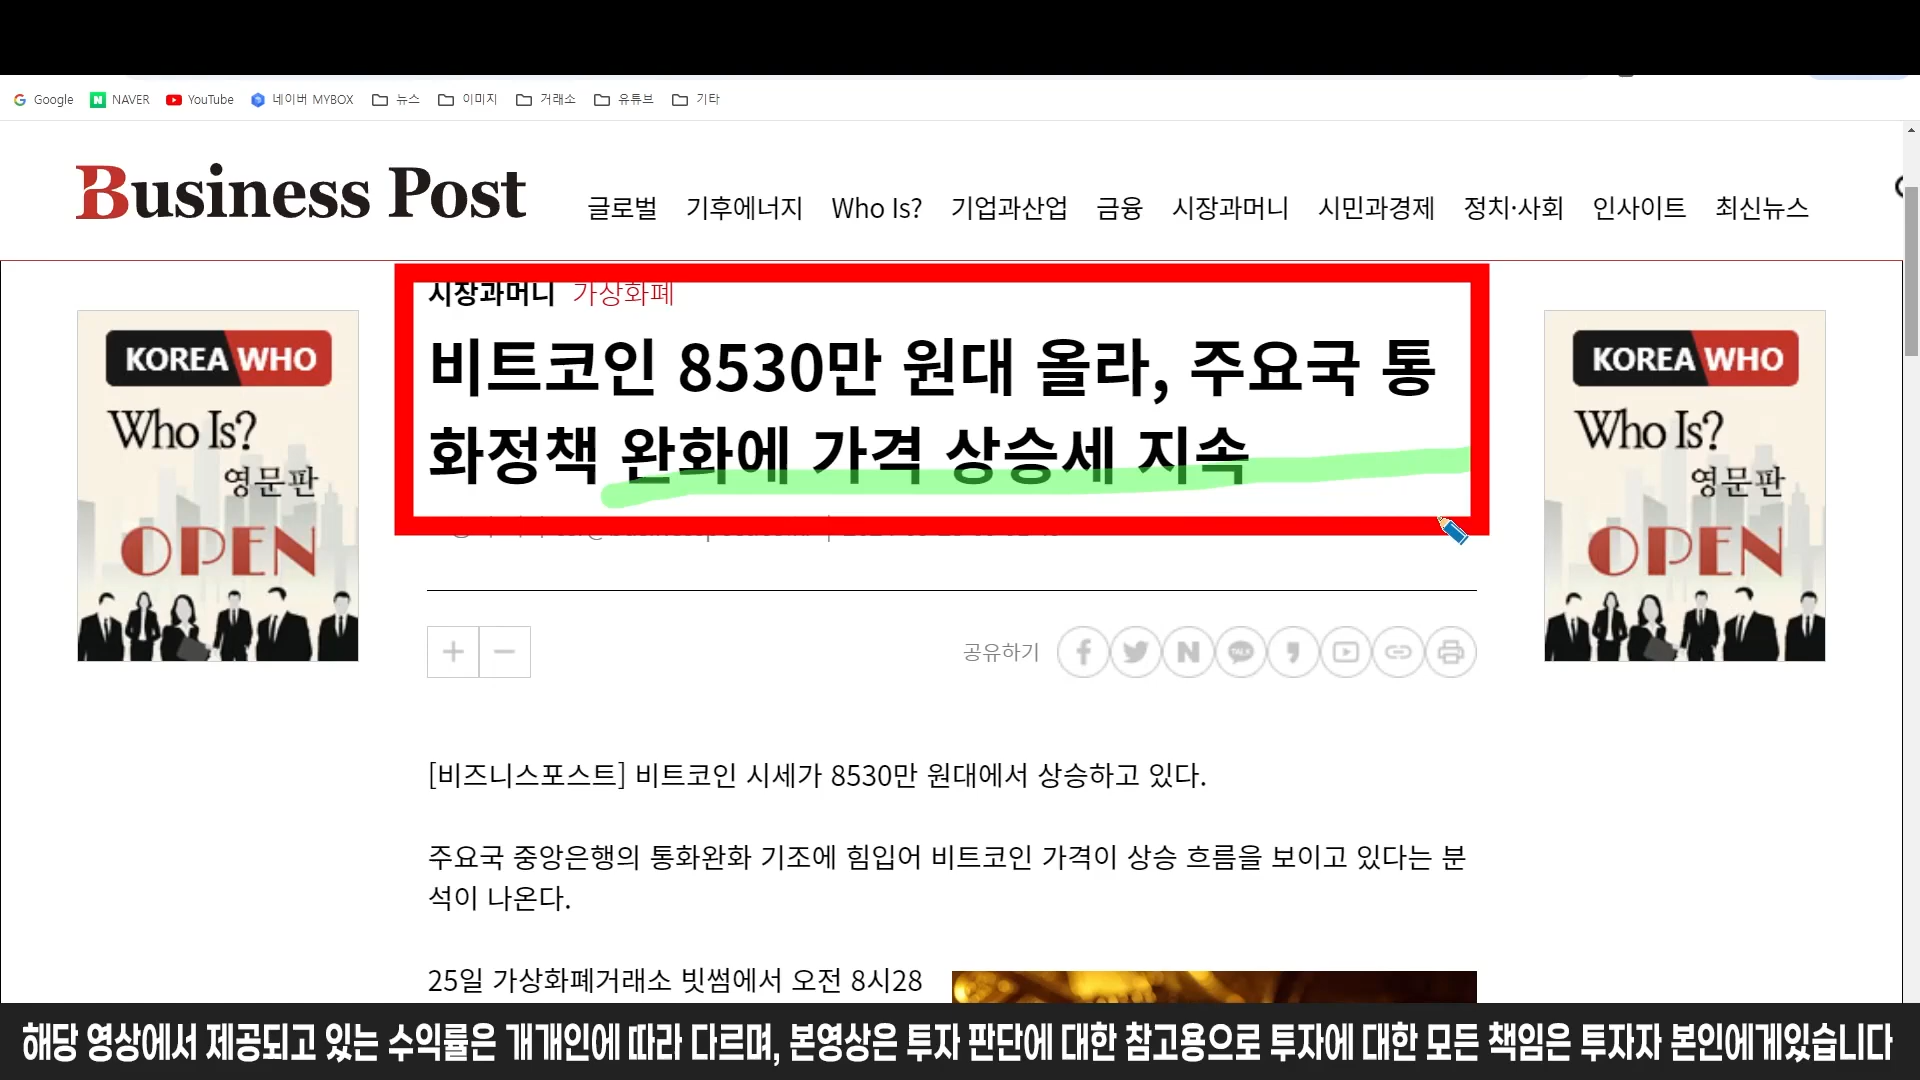 Google NAVER YouTube 네이버 MYBOX 뉴스 이미지 거래소 유튜브 기타
Business Post
글로벌 기후에너지 Who Is? 기업과산업 금융 시장과머니 시민과경제 정치·사회 인사이트 최신뉴스
시장과머니 가상화폐
비트코인 8530만 원대 올라, 주요국 통
화정책 완화에 가격 상승세 지속
KOREA WHO
Who Is?
영문판
OPEN
KOREA WHO
Who Is?
영문판
OPEN
공유하기
N
TALK
[비즈니스포스트] 비트코인 시세가 8530만 원대에서 상승하고 있다.
주요국 중앙은행의 통화완화 기조에 힘입어 비트코인 가격이 상승 흐름을 보이고 있다는 분
석이 나온다.
25일 가상화폐거래소 빗썸에서 오전 8시28
해당 영상에서 제공되고 있는 수익률은 개개인에 따라 다르며, 본영상은 투자 판단에 대한 참고용으로 투자에 대한 모든 책임은 투자자 본인에게있습니다